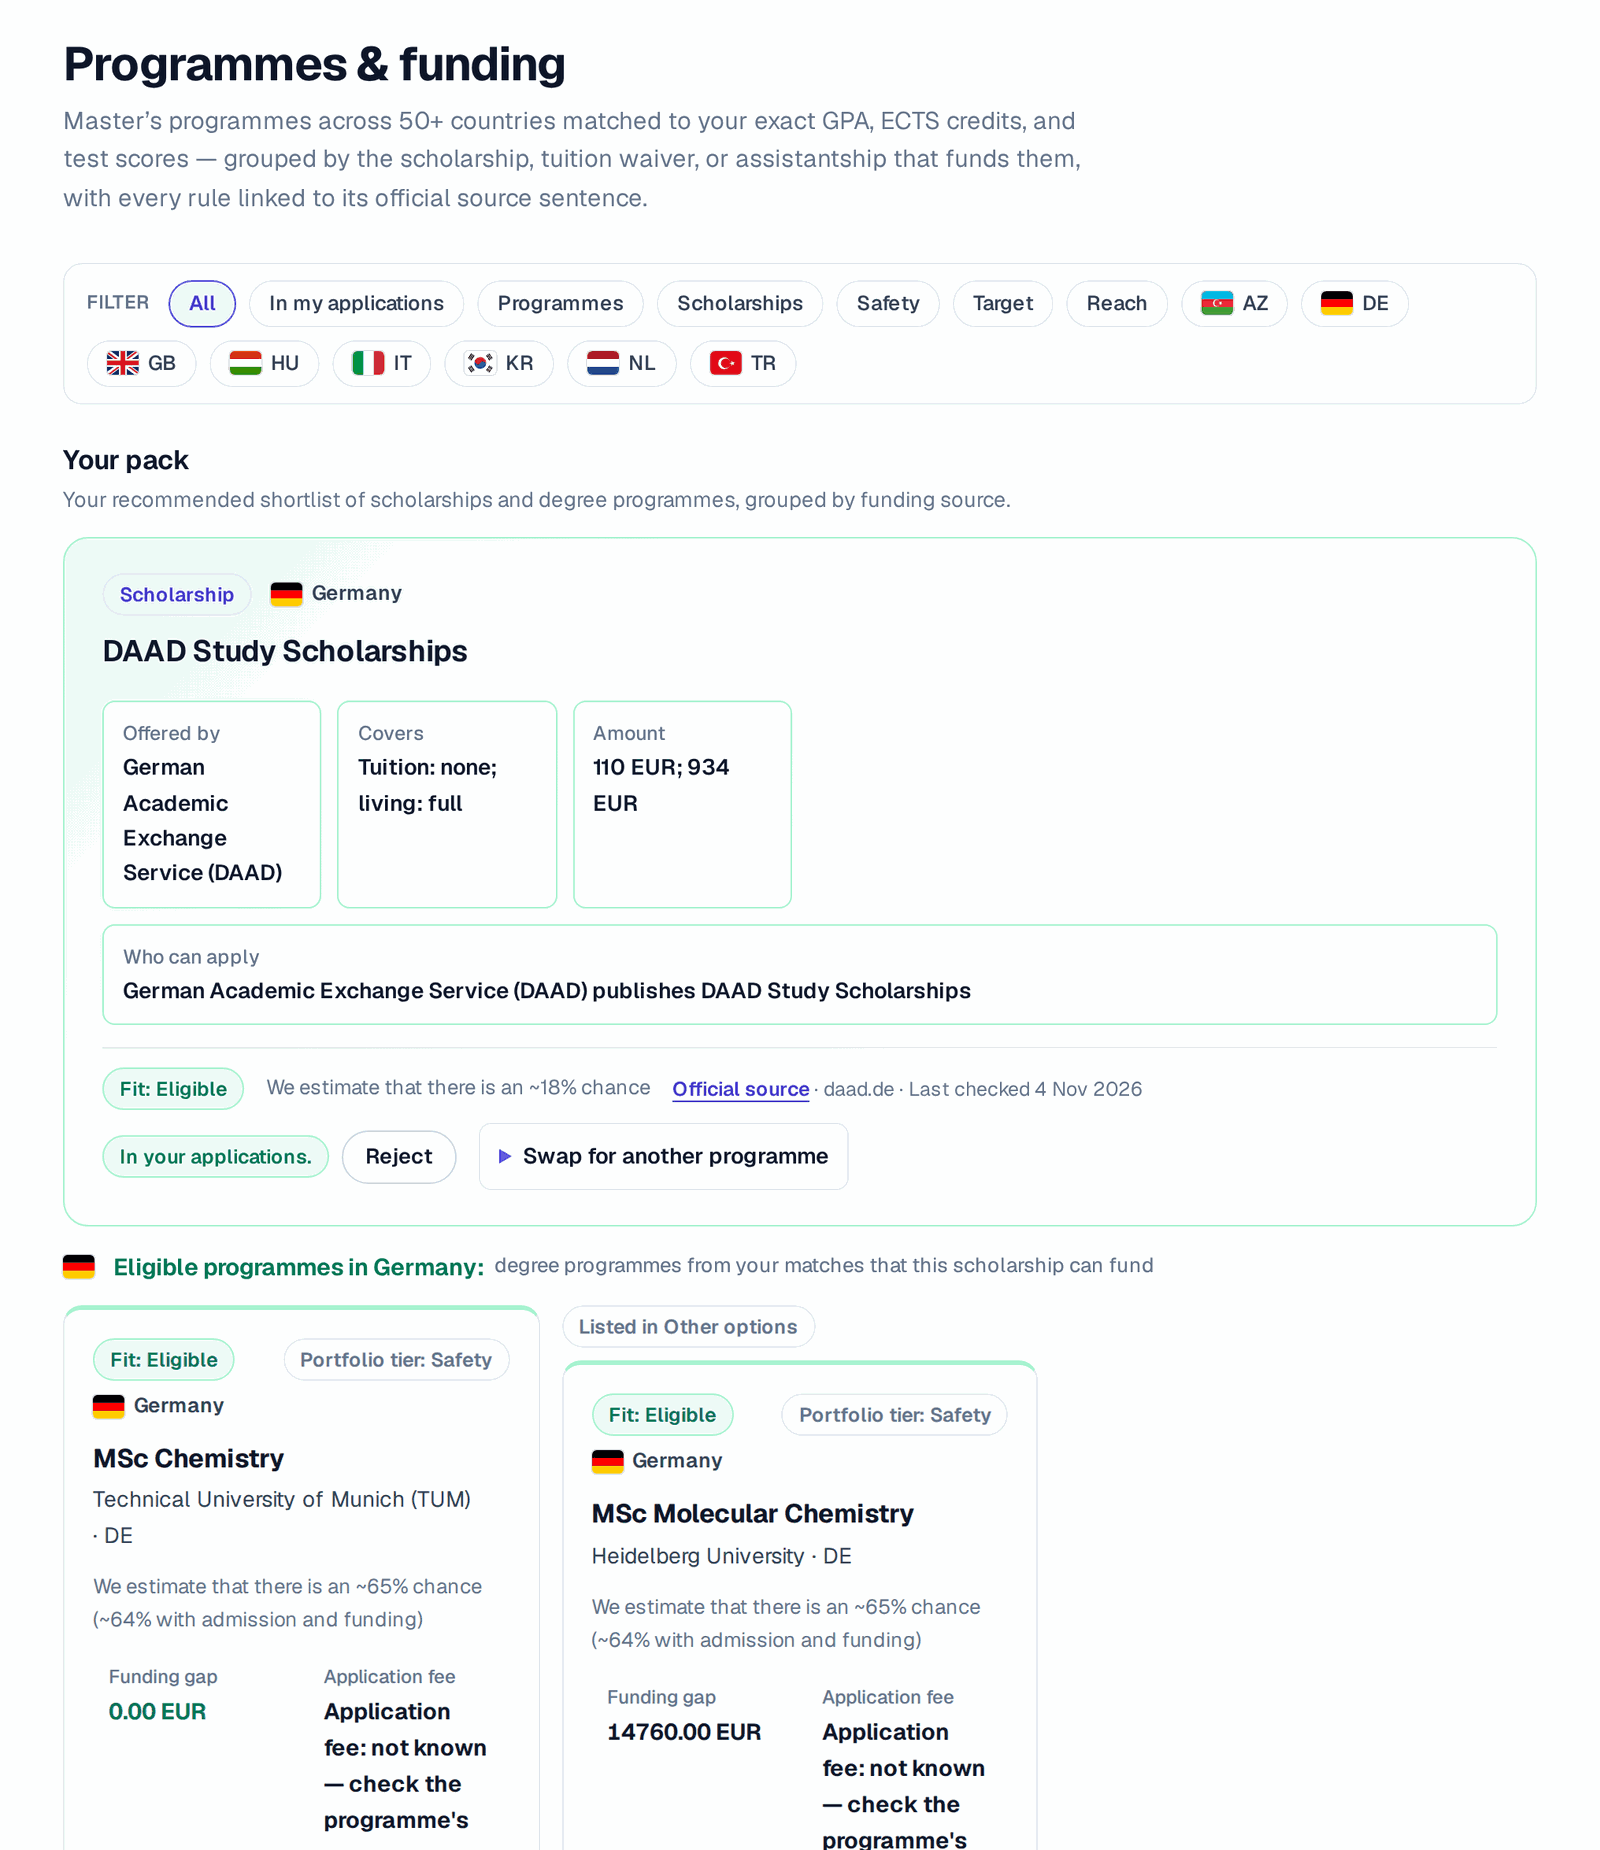 Programmes & funding
Master's programmes across 50+ countries matched to your exact GPA, ECTS credits, and
test scores — grouped by the scholarship, tuition waiver, or assistantship that funds them,
with every rule linked to its official source sentence.
FILTER All In my applications Programmes Scholarships Safety Target Reach AZ DE
GB HU IT KR NL TR
Your pack
Your recommended shortlist of scholarships and degree programmes, grouped by funding source.
Scholarship Germany
DAAD Study Scholarships
Offered by
German
Academic
Exchange
Service (DAAD)
Covers
Tuition: none;
living: full
Amount
110 EUR; 934
EUR
Who can apply
German Academic Exchange Service (DAAD) publishes DAAD Study Scholarships
Fit: Eligible We estimate that there is an ~18% chance Official source · daad.de · Last checked 4 Nov 2026
In your applications. Reject ▶ Swap for another programme
Eligible programmes in Germany: degree programmes from your matches that this scholarship can fund
Fit: Eligible Portfolio tier: Safety
Germany
MSc Chemistry
Technical University of Munich (TUM)
· DE
We estimate that there is an ~65% chance
(~64% with admission and funding)
Funding gap
0.00 EUR
Application fee
Application
fee: not known
— check the
programme's
Listed in Other options
Fit: Eligible Portfolio tier: Safety
Germany
MSc Molecular Chemistry
Heidelberg University · DE
We estimate that there is an ~65% chance
(~64% with admission and funding)
Funding gap
14760.00 EUR
Application fee
Application
fee: not known
— check the
programme's